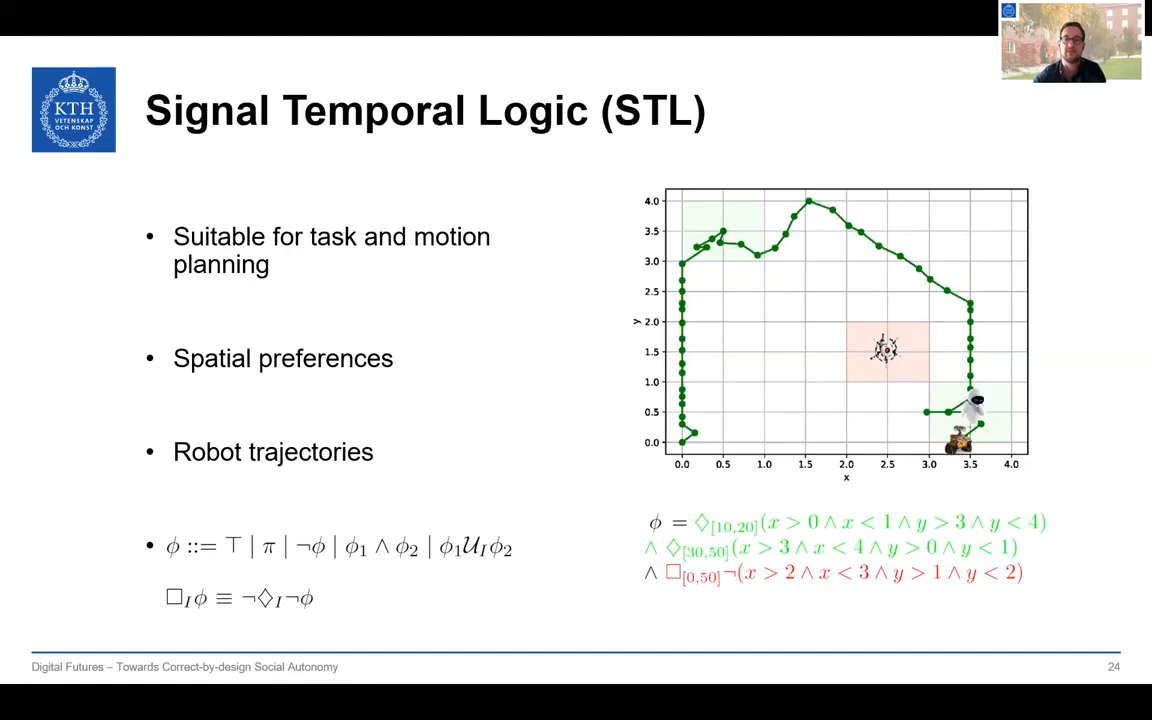 KTH
VETENSKAP
OCH KONST
Signal Temporal Logic (STL)
• Suitable for task and motion
planning
• Spatial preferences
• Robot trajectories
• ϕ ::= ⊤ | π | ¬ϕ | ϕ₁ ∧ ϕ₂ | ϕ₁𝒰_Iϕ₂
□_Iϕ ≡ ¬♢_I¬ϕ
4.0
3.5
3.0
2.5
2.0
1.5
1.0
0.5
0.0
y
0.0 0.5 1.0 1.5 2.0 2.5 3.0 3.5 4.0
x
ϕ = ♢_[10,20](x > 0 ∧ x < 1 ∧ y > 3 ∧ y < 4)
∧ ♢_[30,50](x > 3 ∧ x < 4 ∧ y > 0 ∧ y < 1)
∧ □_[0,50]¬(x > 2 ∧ x < 3 ∧ y > 1 ∧ y < 2)
Digital Futures – Towards Correct-by-design Social Autonomy
24